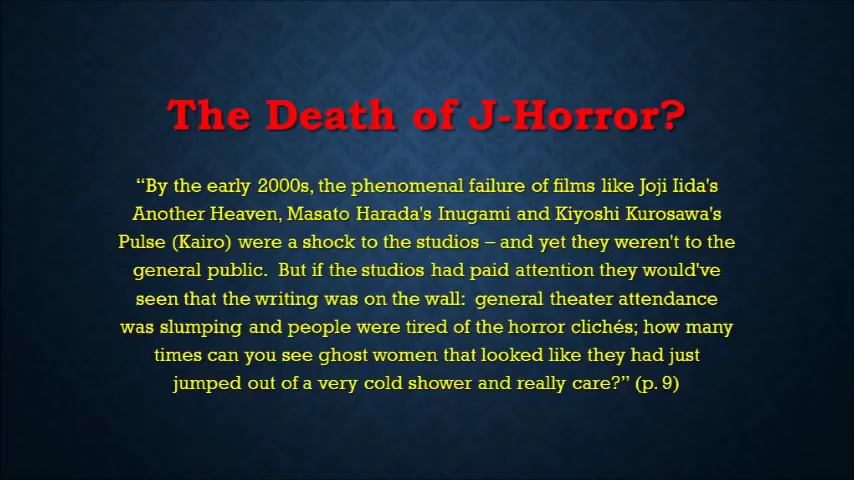 The Death of J-Horror?
“By the early 2000s, the phenomenal failure of films like Joji Iida's
Another Heaven, Masato Harada's Inugami and Kiyoshi Kurosawa's
Pulse (Kairo) were a shock to the studios – and yet they weren't to the
general public.  But if the studios had paid attention they would've
seen that the writing was on the wall:  general theater attendance
was slumping and people were tired of the horror clichés; how many
times can you see ghost women that looked like they had just
jumped out of a very cold shower and really care?” (p. 9)